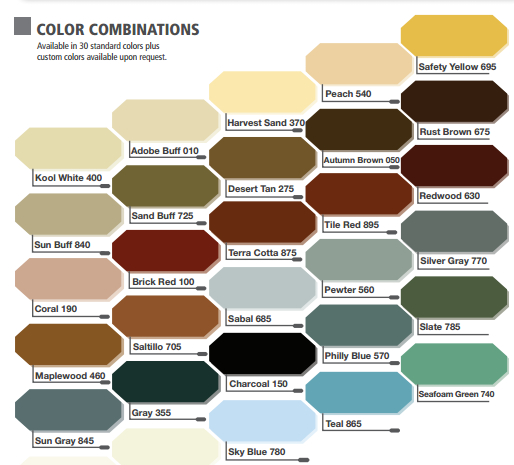 COLOR COMBINATIONS
Available in 30 standard colors plus
custom colors available upon request.
Kool White 400
Sun Buff 840
Coral 190
Maplewood 460
Sun Gray 845
Adobe Buff 010
Sand Buff 725
Brick Red 100
Saltillo 705
Gray 355
Harvest Sand 370
Desert Tan 275
Terra Cotta 875
Sabal 685
Charcoal 150
Sky Blue 780
Peach 540
Autumn Brown 050
Tile Red 895
Pewter 560
Philly Blue 570
Teal 865
Safety Yellow 695
Rust Brown 675
Redwood 630
Silver Gray 770
Slate 785
Seafoam Green 740